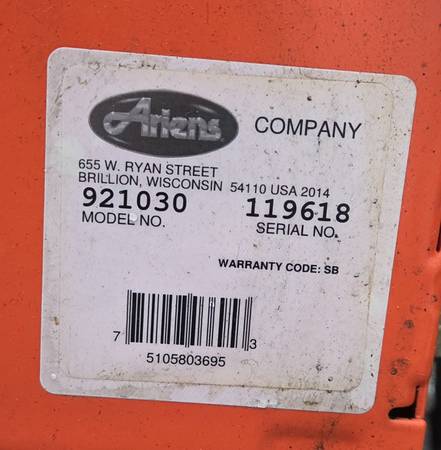 Ariens COMPANY
655 W. RYAN STREET
BRILLION, WISCONSIN 54110 USA 2014
921030 119618
MODEL NO. SERIAL NO.
WARRANTY CODE: SB
7 3
5105803695